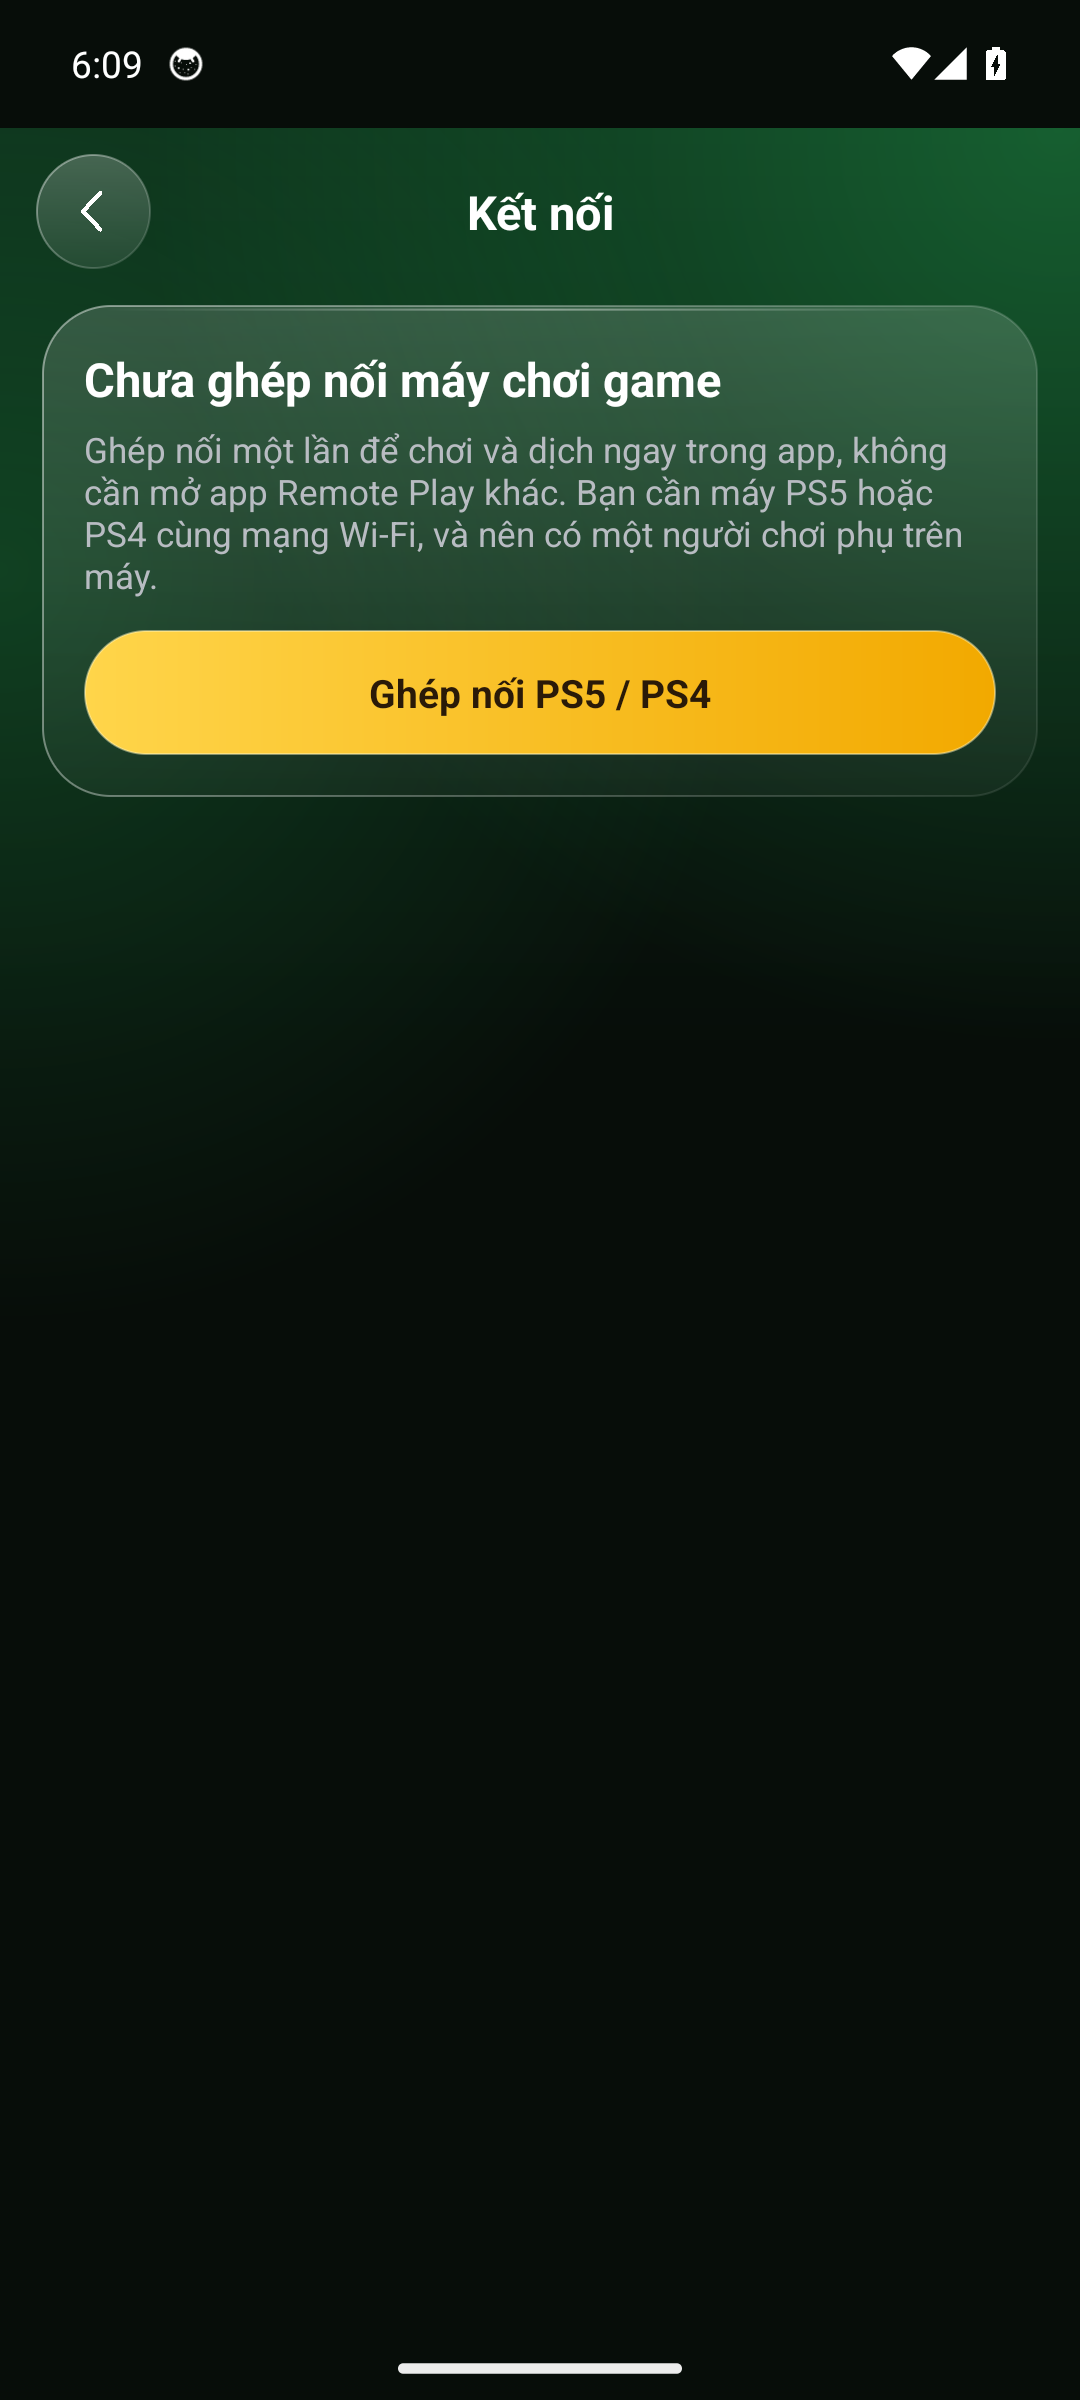 6:09
Kết nối
Chưa ghép nối máy chơi game
Ghép nối một lần để chơi và dịch ngay trong app, không
cần mở app Remote Play khác. Bạn cần máy PS5 hoặc
PS4 cùng mạng Wi-Fi, và nên có một người chơi phụ trên
máy.
Ghép nối PS5 / PS4